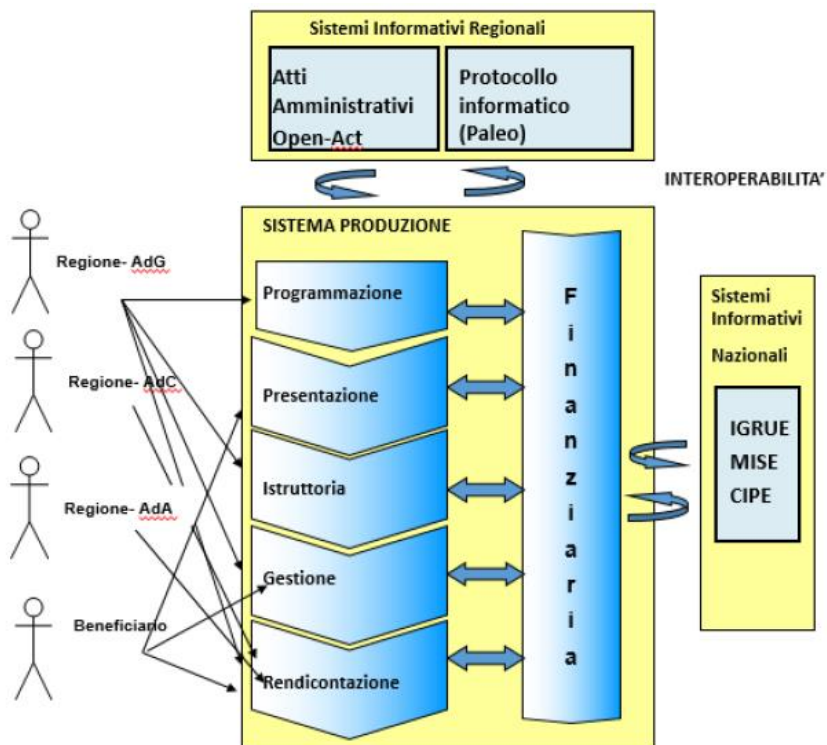 Sistemi Informativi Regionali
Atti
Amministrativi
Open-Act
Protocollo
informatico
(Paleo)
INTEROPERABILITA'
SISTEMA PRODUZIONE
Regione- AdG
Regione- AdC
Regione- AdA
Beneficiario
Programmazione
Presentazione
Istruttoria
Gestione
Rendicontazione
F
i
n
a
n
z
i
a
r
i
a
Sistemi
Informativi
Nazionali
IGRUE
MISE
CIPE